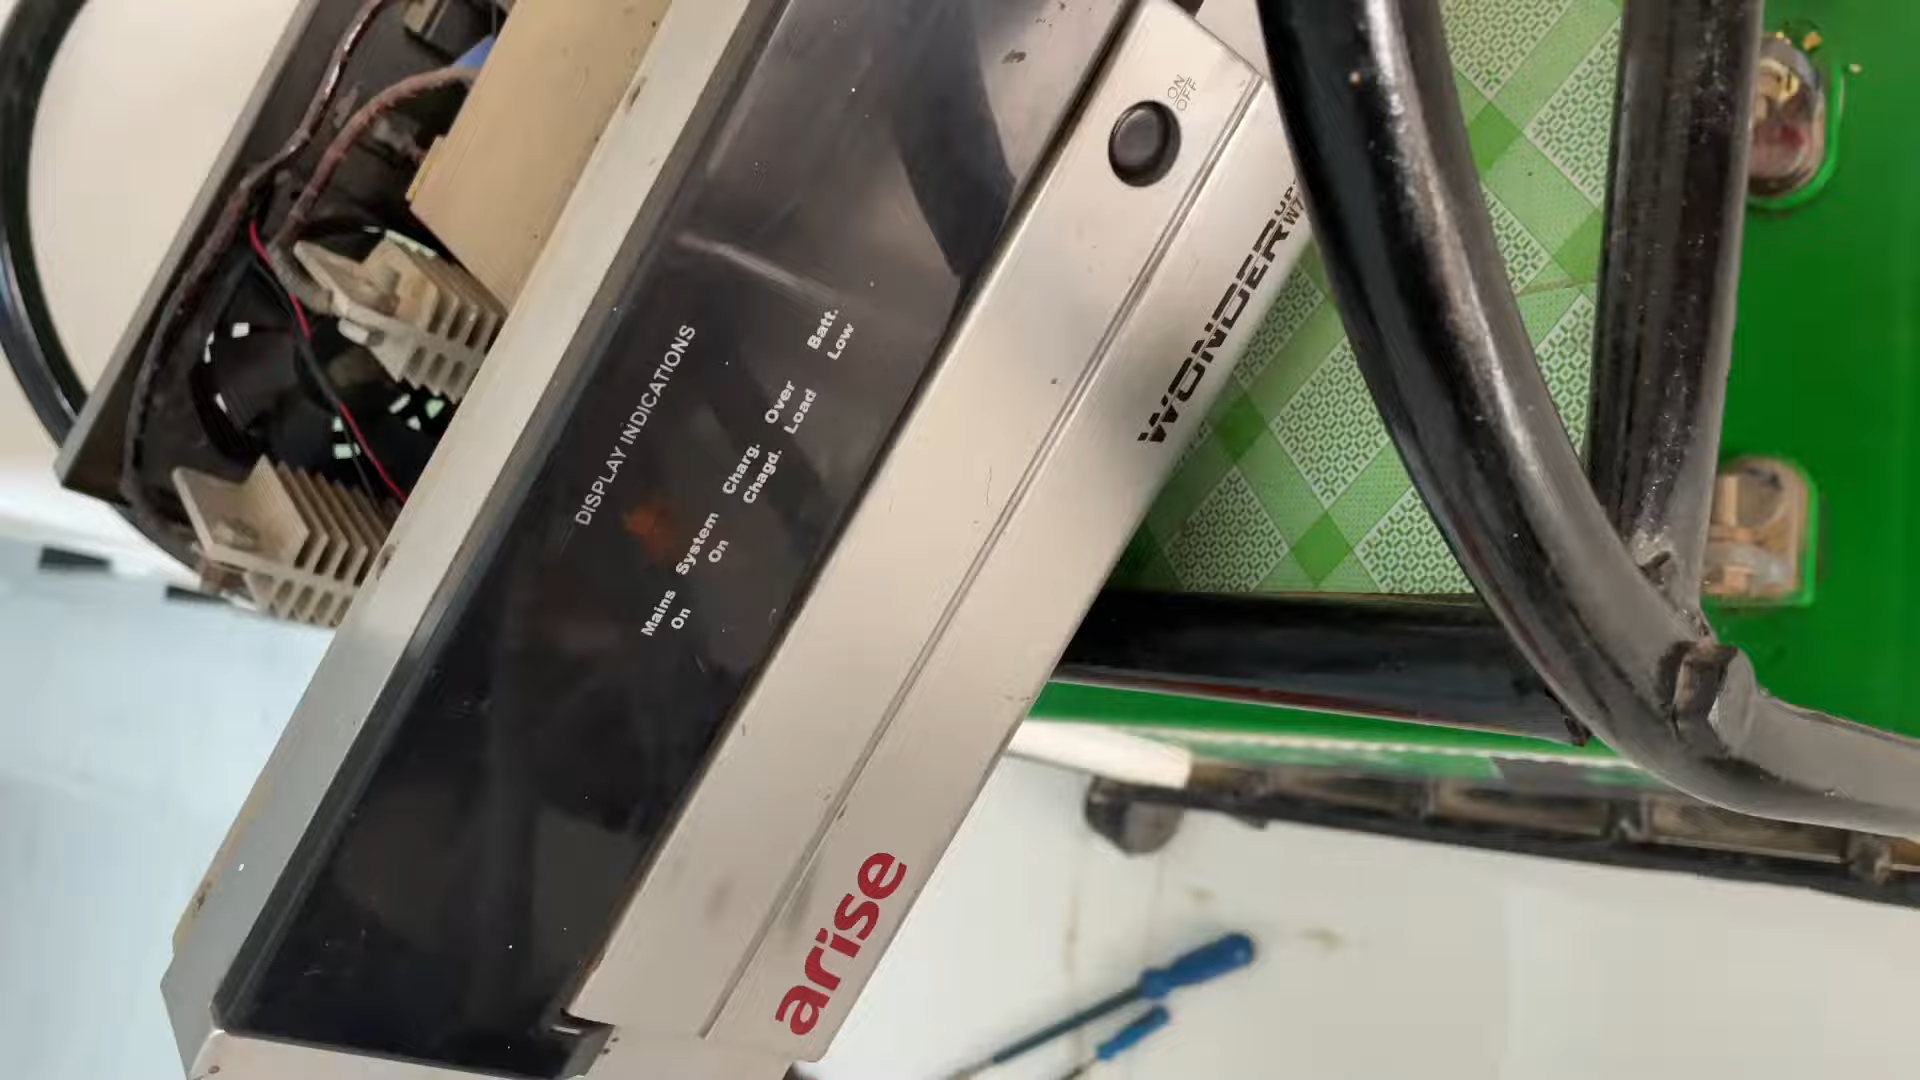 DISPLAY INDICATIONS
Mains On
System On
Charg. Chagd.
Over Load
Batt. Low
ON
OFF
arise
WONDER